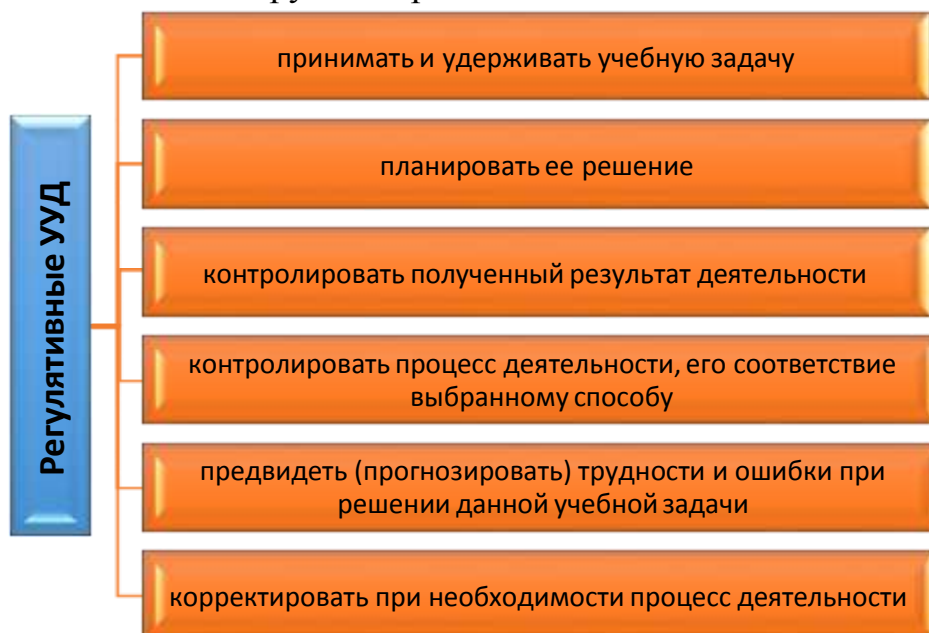 принимать и удерживать учебную задачу
планировать ее решение
контролировать полученный результат деятельности
Регулятивные УУД
контролировать процесс деятельности, его соответствие
выбранному способу
предвидеть (прогнозировать) трудности и ошибки при
решении данной учебной задачи
корректировать при необходимости процесс деятельности